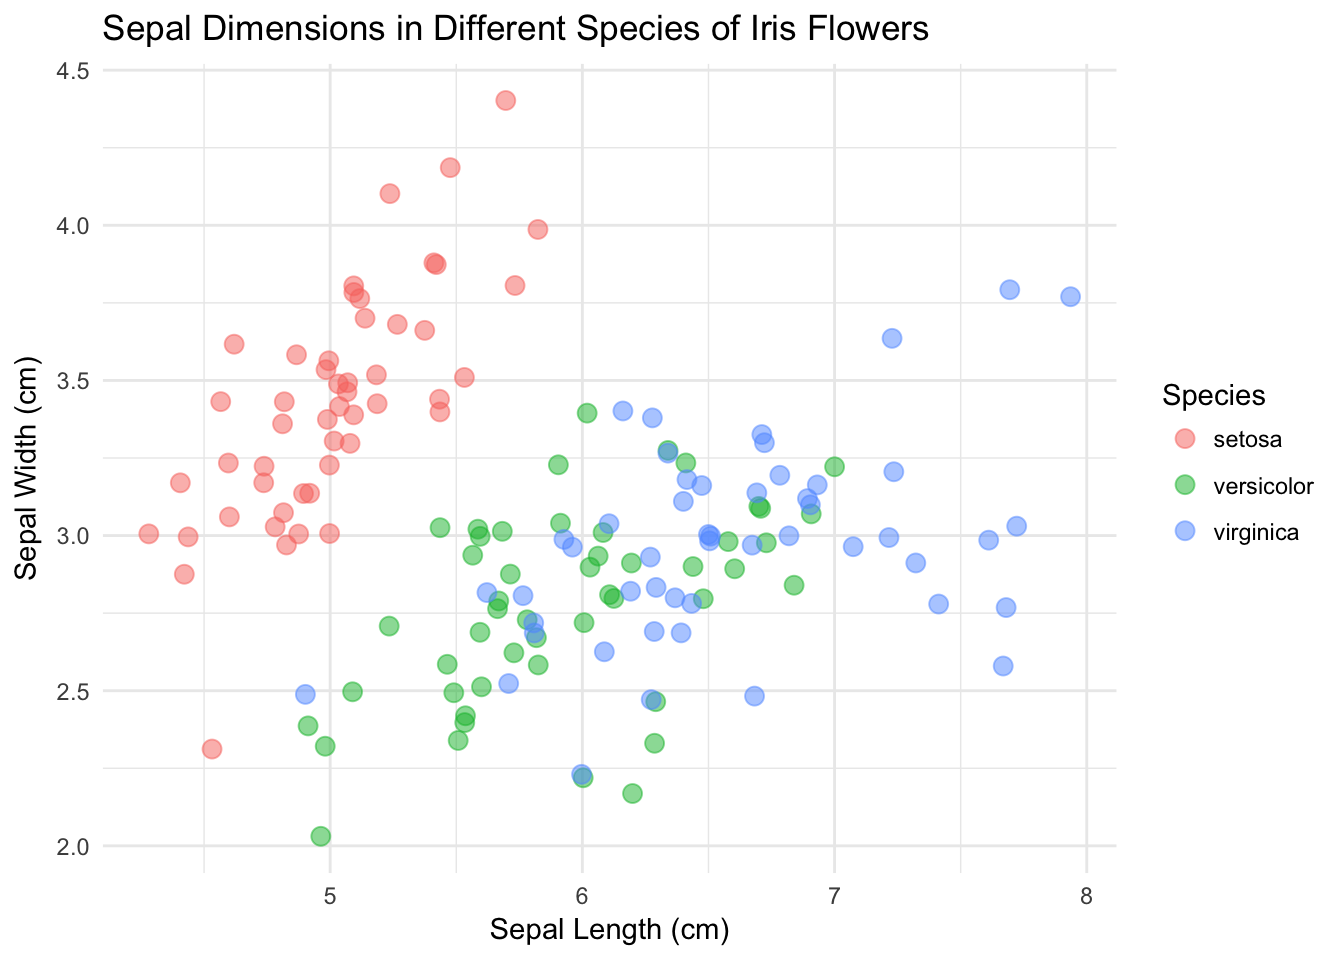 Sepal Dimensions in Different Species of Iris Flowers
4.5
4.0
3.5
3.0
2.5
2.0
Sepal Width (cm)
5 6 7 8
Sepal Length (cm)
Species
setosa
versicolor
virginica